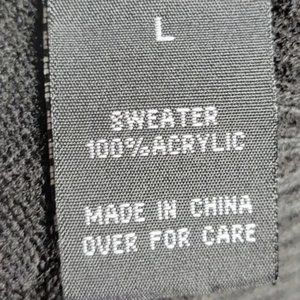 L
SWEATER
100%ACRYLIC
MADE IN CHINA
OVER FOR CARE